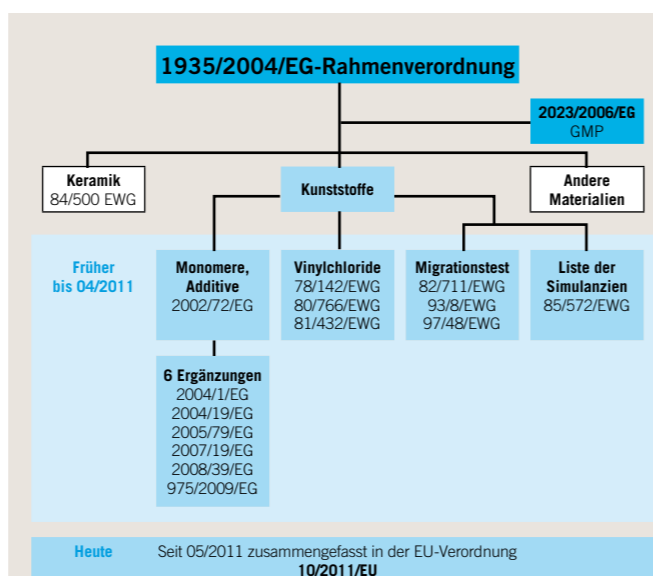 1935/2004/EG-Rahmenverordnung
2023/2006/EG
GMP
Keramik
84/500 EWG
Kunststoffe
Andere
Materialien
Früher
bis 04/2011
Monomere,
Additive
2002/72/EG
Vinylchloride
78/142/EWG
80/766/EWG
81/432/EWG
Migrationstest
82/711/EWG
93/8/EWG
97/48/EWG
Liste der
Simulanzien
85/572/EWG
6 Ergänzungen
2004/1/EG
2004/19/EG
2005/79/EG
2007/19/EG
2008/39/EG
975/2009/EG
Heute
Seit 05/2011 zusammengefasst in der EU-Verordnung
10/2011/EU